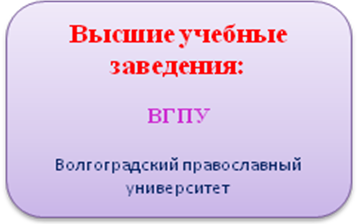 Высшие учебные
заведения:
ВГПУ
Волгоградский православный
университет